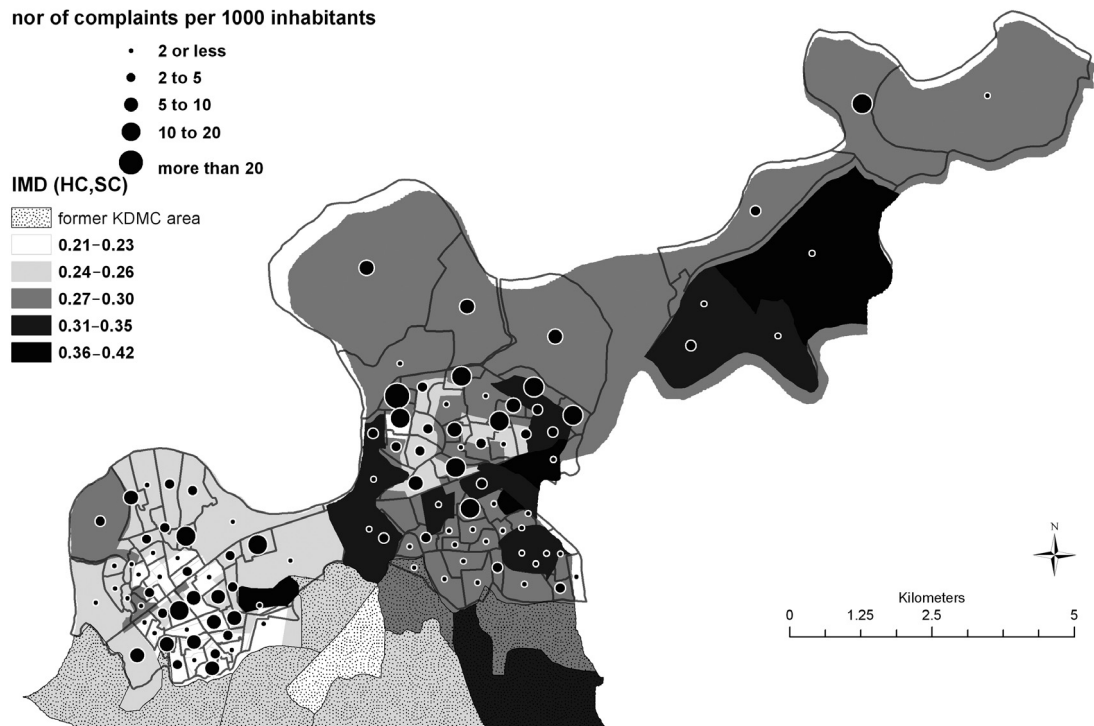 nor of complaints per 1000 inhabitants
2 or less
2 to 5
5 to 10
10 to 20
more than 20
IMD (HC,SC)
former KDMC area
0.21–0.23
0.24–0.26
0.27–0.30
0.31–0.35
0.36–0.42
N
Kilometers
0 1.25 2.5 5